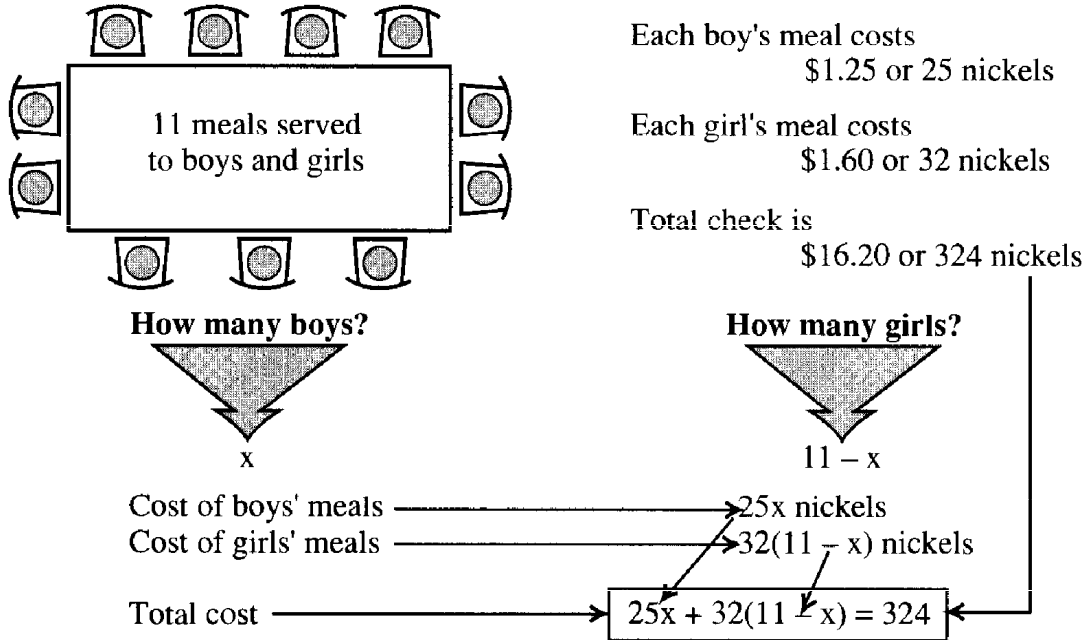 11 meals served
to boys and girls
Each boy's meal costs
$1.25 or 25 nickels
Each girl's meal costs
$1.60 or 32 nickels
Total check is
$16.20 or 324 nickels
How many boys?
How many girls?
x
11 – x
Cost of boys' meals
25x nickels
Cost of girls' meals
32(11 – x) nickels
Total cost
25x + 32(11 – x) = 324